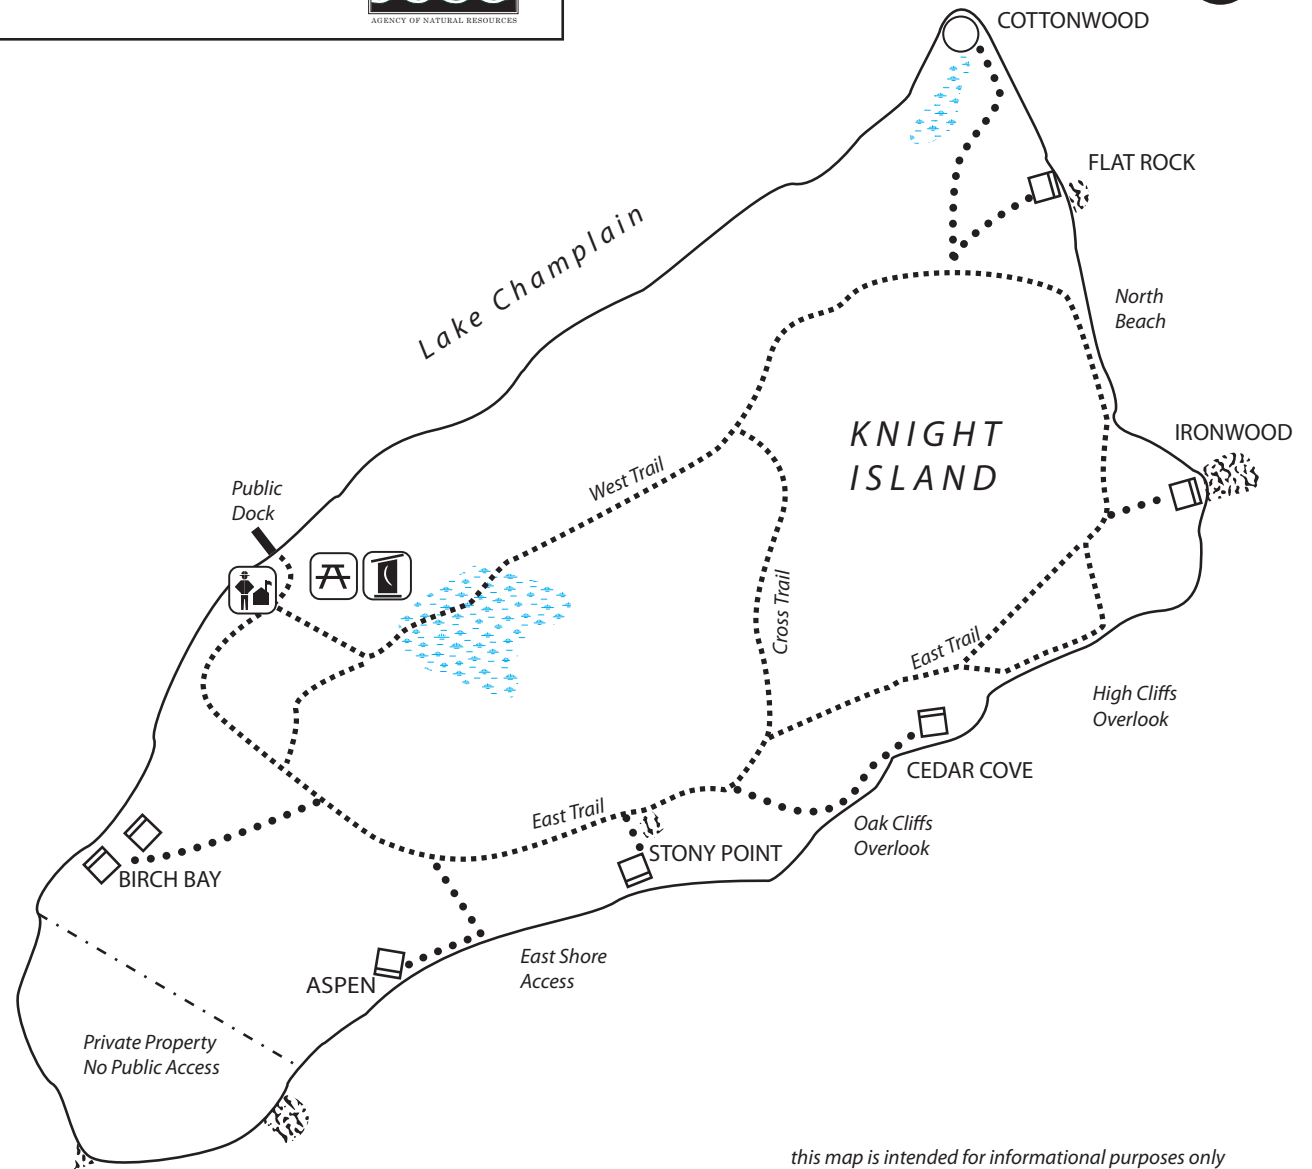 AGENCY OF NATURAL RESOURCES
COTTONWOOD
FLAT ROCK
Lake Champlain
North
Beach
KNIGHT
ISLAND
IRONWOOD
West Trail
Public
Dock
Cross Trail
East Trail
High Cliffs
Overlook
CEDAR COVE
East Trail
Oak Cliffs
Overlook
STONY POINT
BIRCH BAY
East Shore
Access
ASPEN
Private Property
No Public Access
this map is intended for informational purposes only